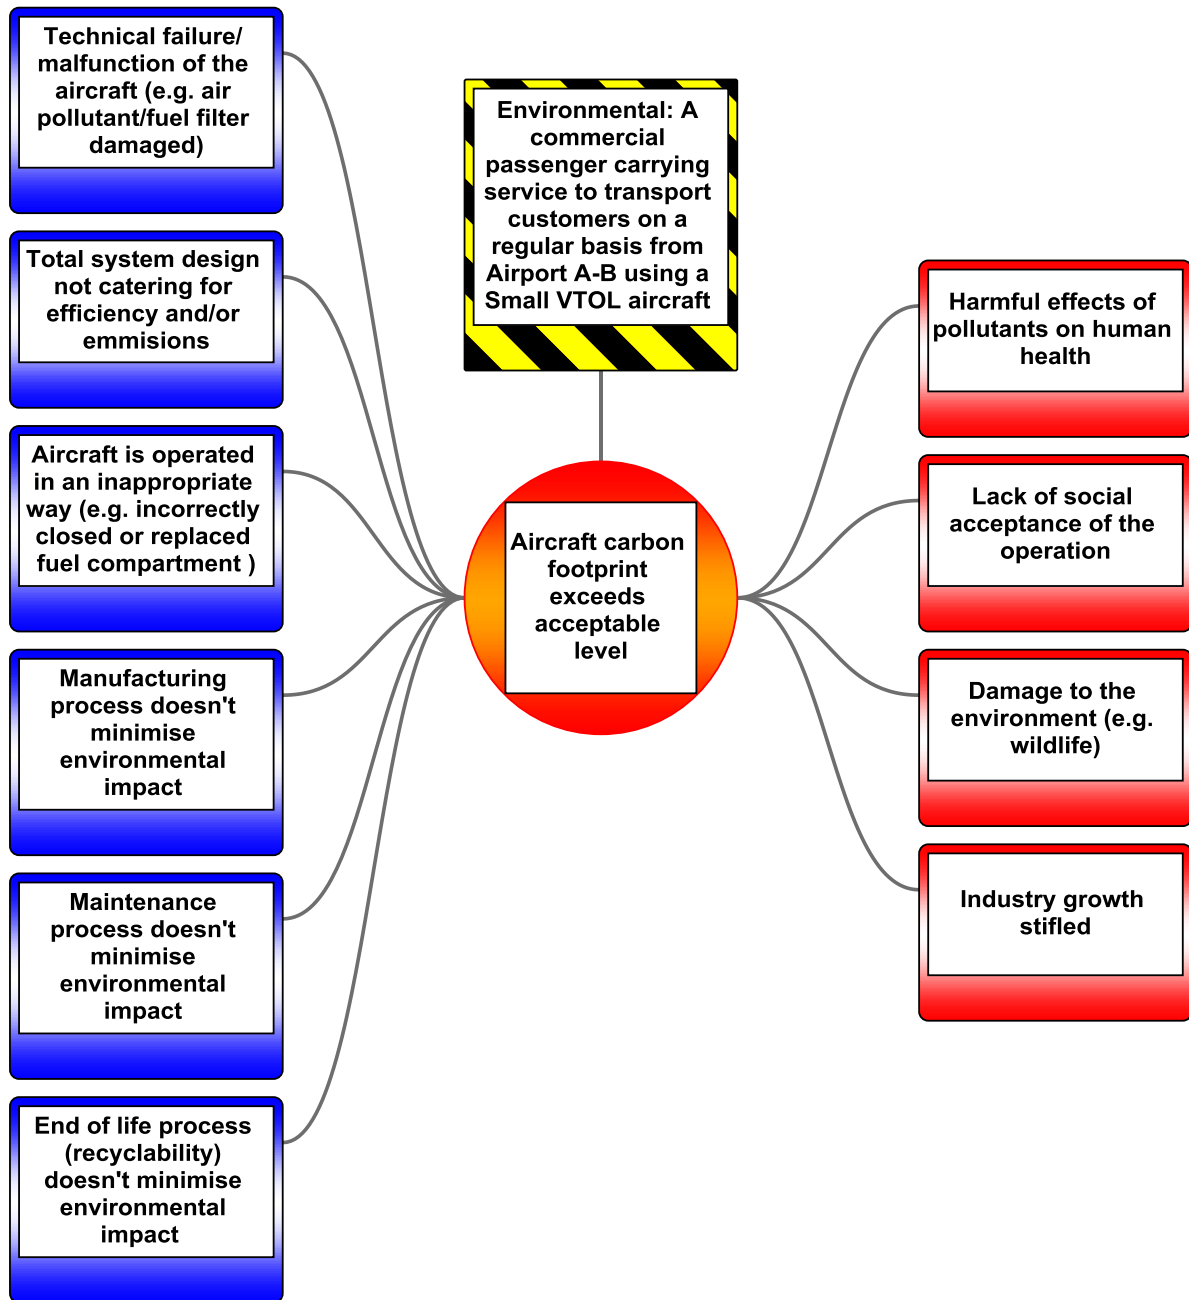 Technical failure/
malfunction of the
aircraft (e.g. air
pollutant/fuel filter
damaged)
Total system design
not catering for
efficiency and/or
emmisions
Aircraft is operated
in an inappropriate
way (e.g. incorrectly
closed or replaced
fuel compartment )
Manufacturing
process doesn't
minimise
environmental
impact
Maintenance
process doesn't
minimise
environmental
impact
End of life process
(recyclability)
doesn't minimise
environmental
impact
Environmental: A
commercial
passenger carrying
service to transport
customers on a
regular basis from
Airport A-B using a
Small VTOL aircraft
Aircraft carbon
footprint
exceeds
acceptable
level
Harmful effects of
pollutants on human
health
Lack of social
acceptance of the
operation
Damage to the
environment (e.g.
wildlife)
Industry growth
stifled